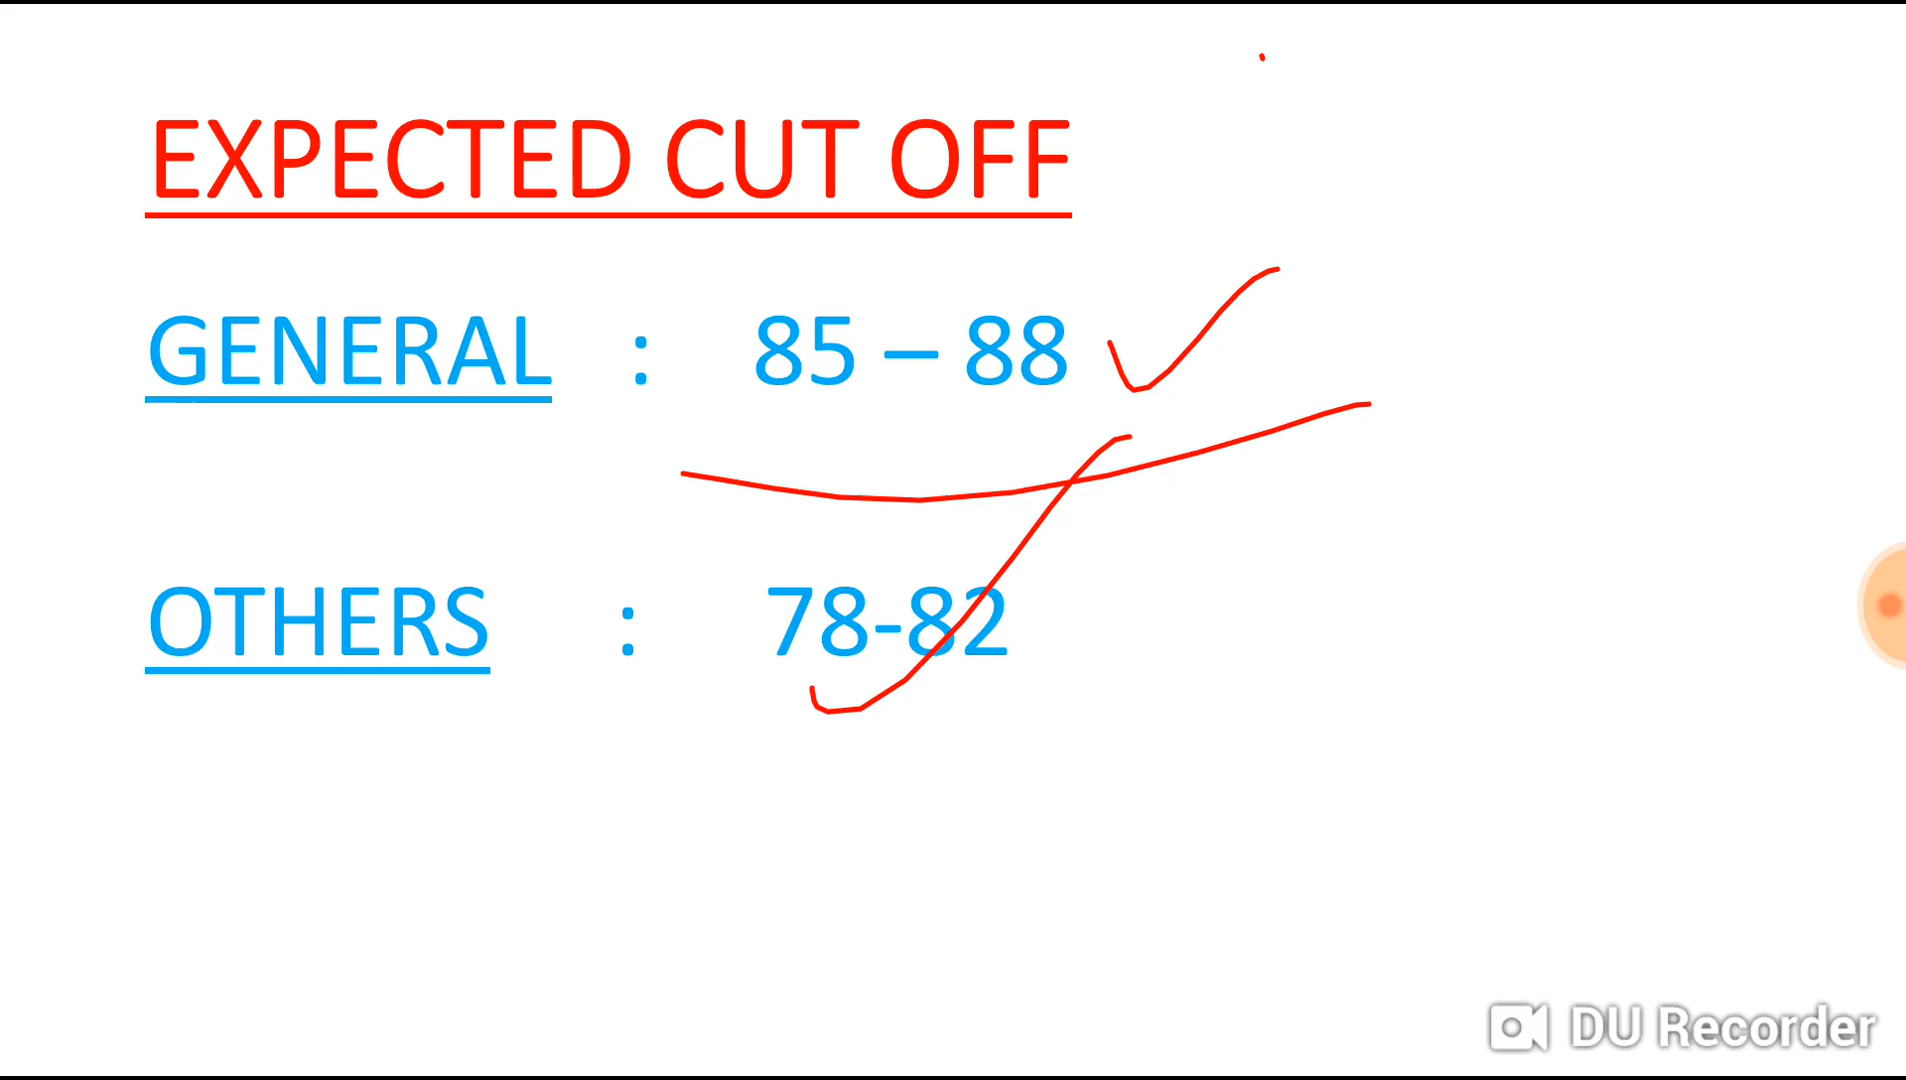 EXPECTED CUT OFF
GENERAL : 85 – 88
OTHERS : 78-82
DU Recorder